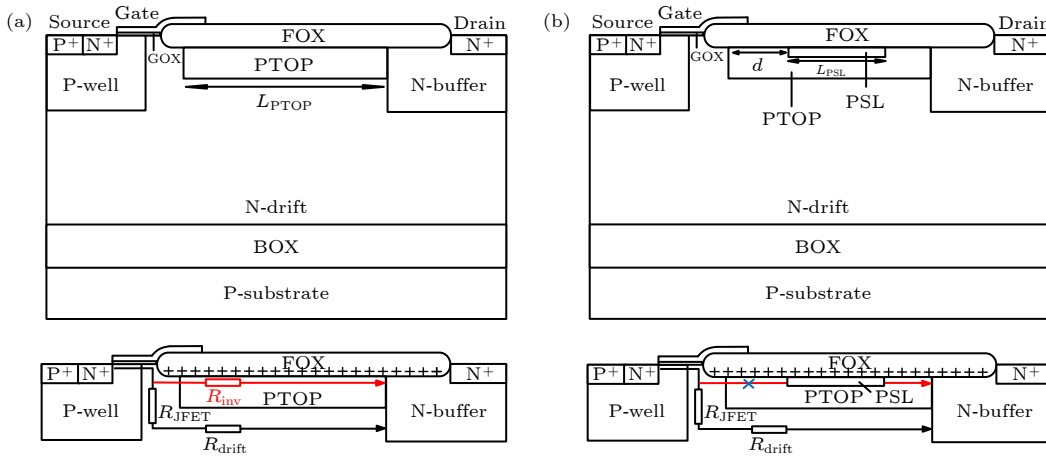 (a)
Source Gate Drain
P+ N+ FOX N+
GOX
P-well PTOP N-buffer
LPTOP
N-drift
BOX
P-substrate
FOX
P+ N+ +++++++++++++++++++++++ N+
Rinv
P-well RJFET PTOP N-buffer
Rdrift
(b)
Source Gate Drain
P+ N+ FOX N+
GOX
d LPSL
P-well PSL N-buffer
PTOP
N-drift
BOX
P-substrate
FOX
P+ N+ +++++++++++++++++++++++ N+
PTOP PSL
P-well RJFET N-buffer
Rdrift